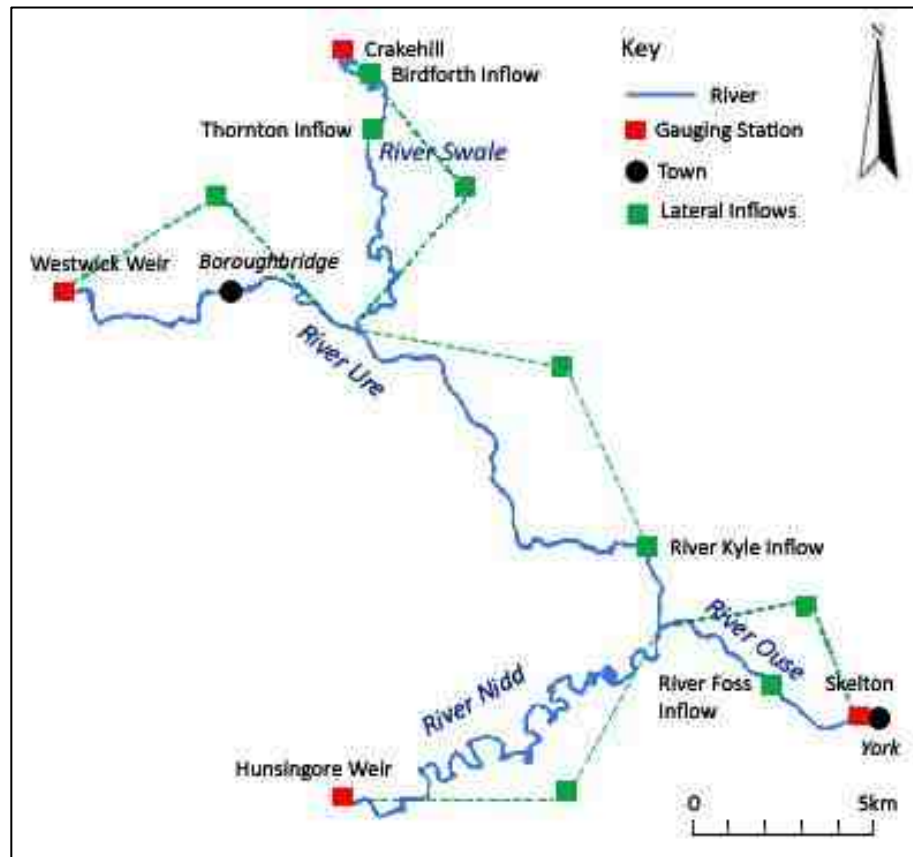 Crakehill
Birdforth Inflow
Thornton Inflow
River Swale
Key
River
Gauging Station
Town
Lateral Inflows
N
Westwick Weir
Boroughbridge
River Ure
River Kyle Inflow
River Ouse
River Foss
Inflow
Skelton
York
River Nidd
Hunsingore Weir
0
5km